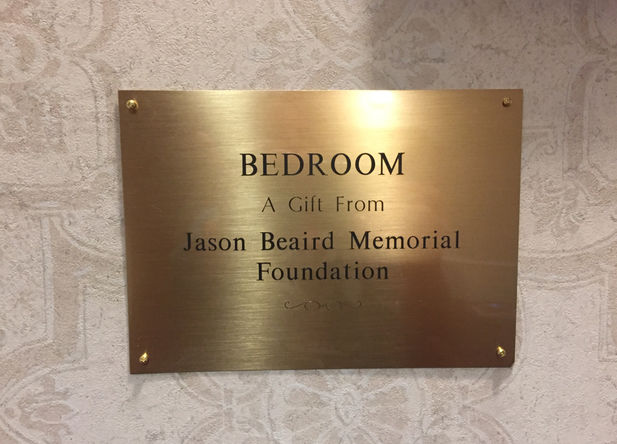 BEDROOM
A Gift From
Jason Beaird Memorial
Foundation